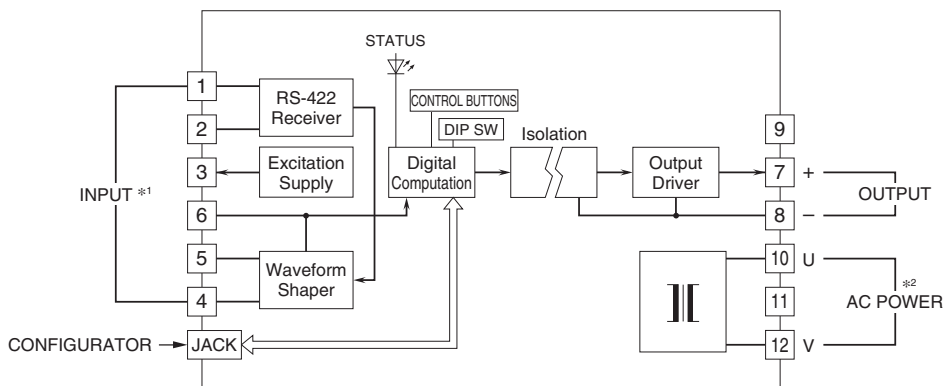 STATUS
1
RS-422
Receiver
CONTROL BUTTONS
DIP SW
2
Isolation
9
3
Excitation
Supply
Digital
Computation
Output
Driver
7 +
INPUT *1
6
8 −
OUTPUT
5
Waveform
Shaper
10 U
4
11
*2
AC POWER
CONFIGURATOR
JACK
12 V